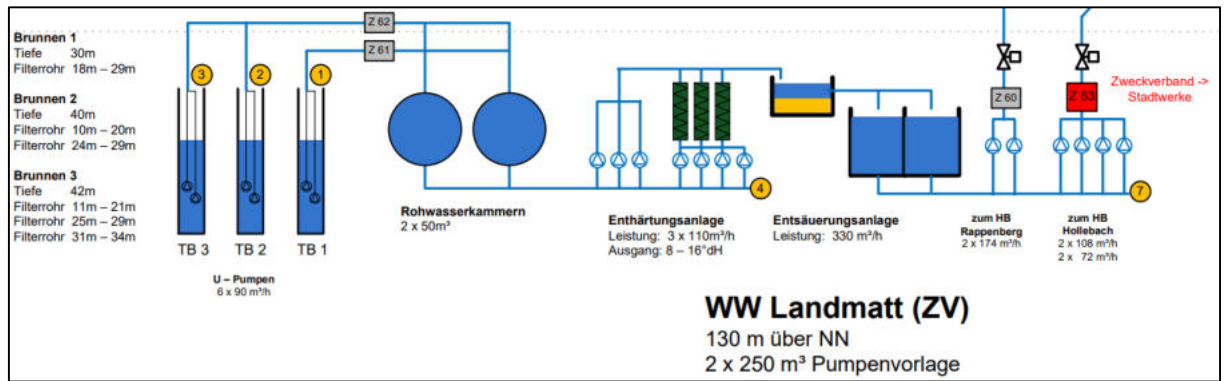 Brunnen 1
Tiefe 30m
Filterrohr 18m – 29m
Brunnen 2
Tiefe 40m
Filterrohr 10m – 20m
Filterrohr 24m – 29m
Brunnen 3
Tiefe 42m
Filterrohr 11m – 21m
Filterrohr 25m – 29m
Filterrohr 31m – 34m
Z 62
Z 61
3
2
1
TB 3
TB 2
TB 1
U – Pumpen
6 x 90 m³/h
Rohwasserkammern
2 x 50m³
Enthärtungsanlage
Leistung: 3 x 110m³/h
Ausgang: 8 – 16°dH
4
Entsäuerungsanlage
Leistung: 330 m³/h
Z 60
Z 63
Zweckverband ->
Stadtwerke
7
zum HB
Rappenberg
2 x 174 m³/h
zum HB
Hollebach
2 x 108 m³/h
2 x 72 m³/h
WW Landmatt (ZV)
130 m über NN
2 x 250 m³ Pumpenvorlage